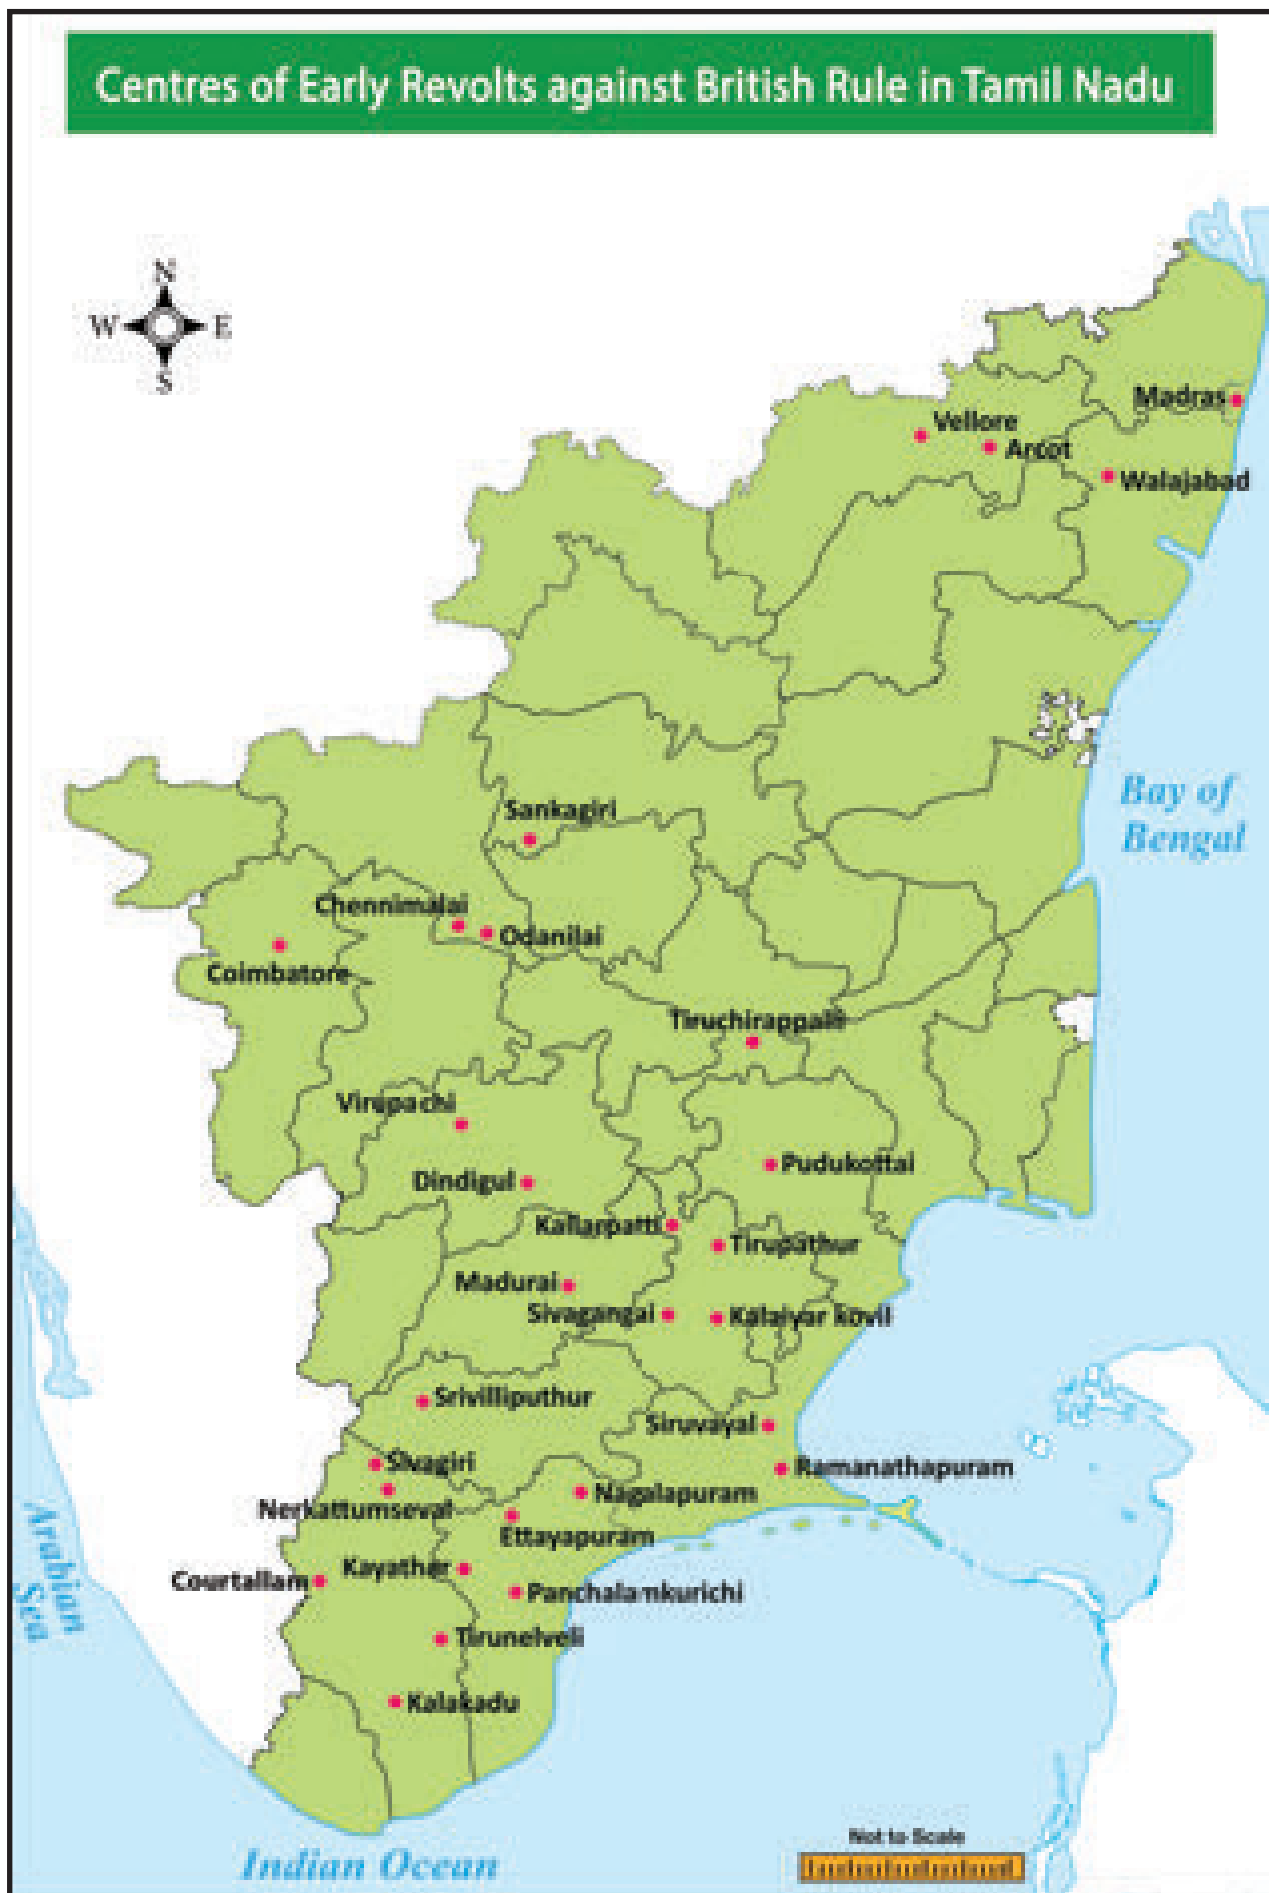 Centres of Early Revolts against British Rule in Tamil Nadu
N
W
E
S
Madras
Vellore
Arcot
Walajabad
Bay of
Bengal
Sankagiri
Chennimalai
Odanilai
Coimbatore
Tiruchirappalli
Virupachi
Pudukottai
Dindigul
Kallarpatti
Tirupathur
Madurai
Sivagangai
Kalaiyar kovil
Srivilliputhur
Siruvayal
Sivagiri
Ramanathapuram
Nerkattumseval
Nagalapuram
Ettayapuram
Arabian
Sea
Kayathar
Courtallam
Panchalamkurichi
Tirunelveli
Kalakadu
Not to Scale
Indian Ocean